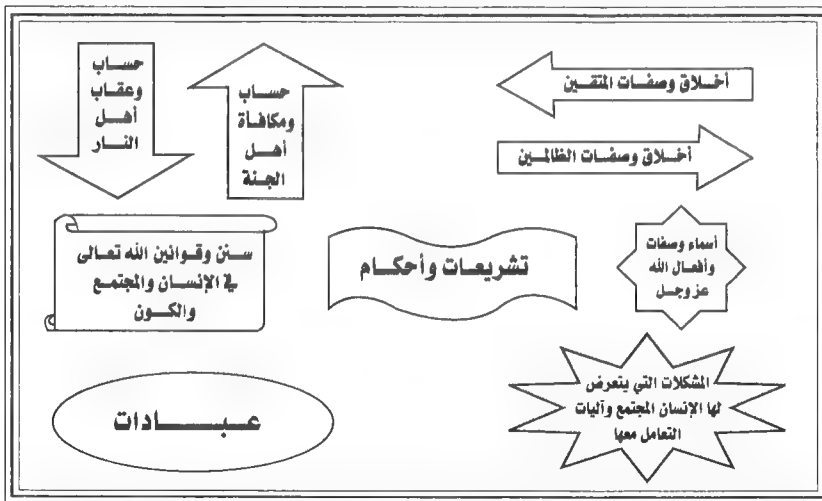 أخلاق وصفات المتقين
أخلاق وصفات الظالمين
حساب
ومكافأة
أهل
الجنة
حساب
وعقاب
أهل
النار
أسماء وصفات
وأفعال الله
عز وجل
تشريعات وأحكام
سنن وقوانين الله تعالى
في الإنسان والمجتمع
والكون
المشكلات التي يتعرض
لها الإنسان المجتمع وآليات
التعامل معها
عبادات